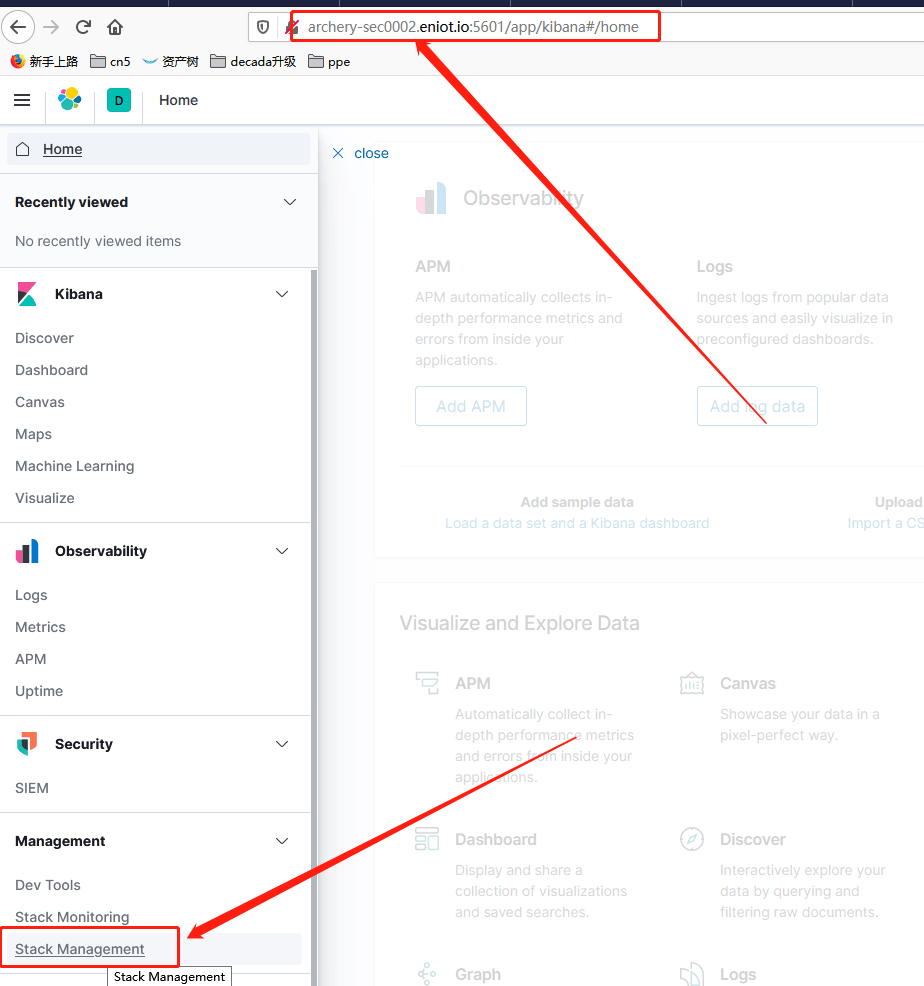 archery-sec0002.eniot.io:5601/app/kibana#/home
新手上路 cn5 资产树 decada升级 ppe
D Home
Home
close
Recently viewed
No recently viewed items
Kibana
Discover
Dashboard
Canvas
Maps
Machine Learning
Visualize
Observability
Logs
Metrics
APM
Uptime
Security
SIEM
Management
Dev Tools
Stack Monitoring
Stack Management
Stack Management
Observability
APM
APM automatically collects in-
depth performance metrics and
errors from inside your
applications.
Add APM
Logs
Ingest logs from popular data
sources and easily visualize in
preconfigured dashboards.
Add log data
Add sample data
Load a data set and a Kibana dashboard
Upload
Import a CS
Visualize and Explore Data
APM
Automatically collect in-
depth performance metrics
and errors from inside your
applications.
Canvas
Showcase your data in a
pixel-perfect way.
Dashboard
Display and share a
collection of visualizations
and saved searches.
Discover
Interactively explore your
data by querying and
filtering raw documents.
Graph
Logs